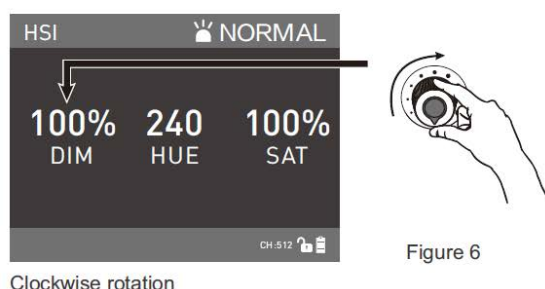 HSI NORMAL
100% 240 100%
DIM HUE SAT
CH:512
Figure 6
Clockwise rotation